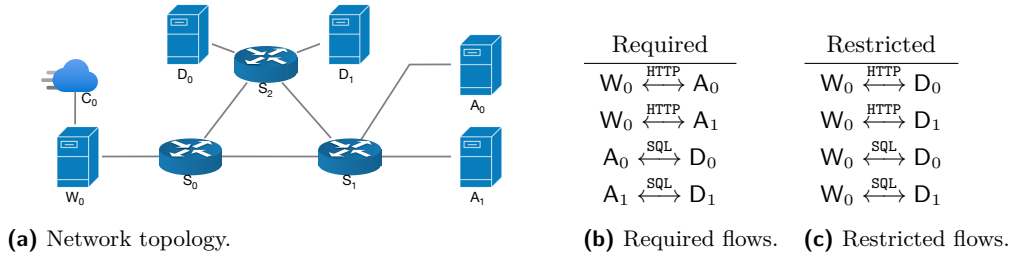 D0
D1
S2
C0
A0
W0
S0
S1
A1
(a) Network topology.
Required
W0 HTTP⟷ A0
W0 HTTP⟷ A1
A0 SQL⟷ D0
A1 SQL⟷ D1
(b) Required flows.
Restricted
W0 HTTP⟷ D0
W0 HTTP⟷ D1
W0 SQL⟷ D0
W0 SQL⟷ D1
(c) Restricted flows.